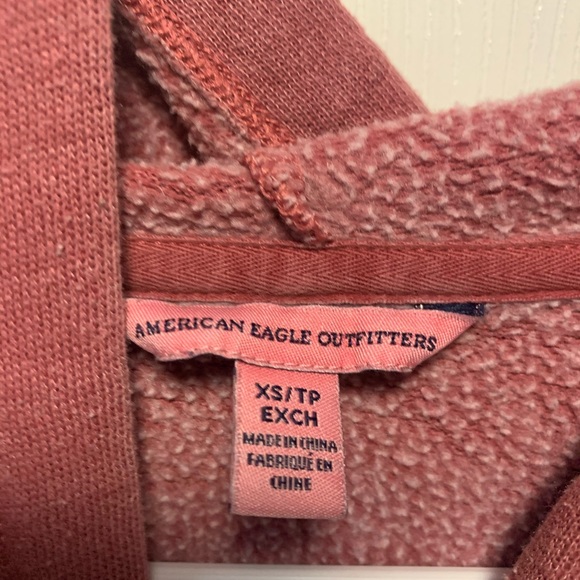 AMERICAN EAGLE OUTFITTERS
XS/TP
EXCH
MADE IN CHINA
FABRIQUÉ EN
CHINE